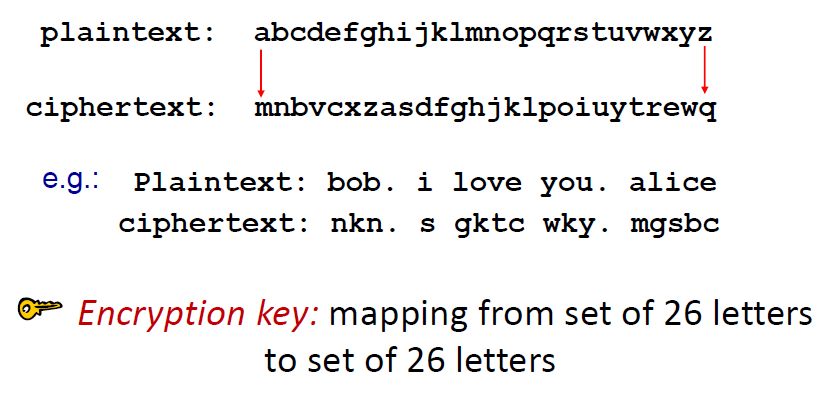 plaintext: abcdefghijklmnopqrstuvwxyz
ciphertext: mnbvcxzasdfghjklpoiuytrewq
e.g.: Plaintext: bob. i love you. alice
ciphertext: nkn. s gktc wky. mgsbc
Encryption key: mapping from set of 26 letters
to set of 26 letters